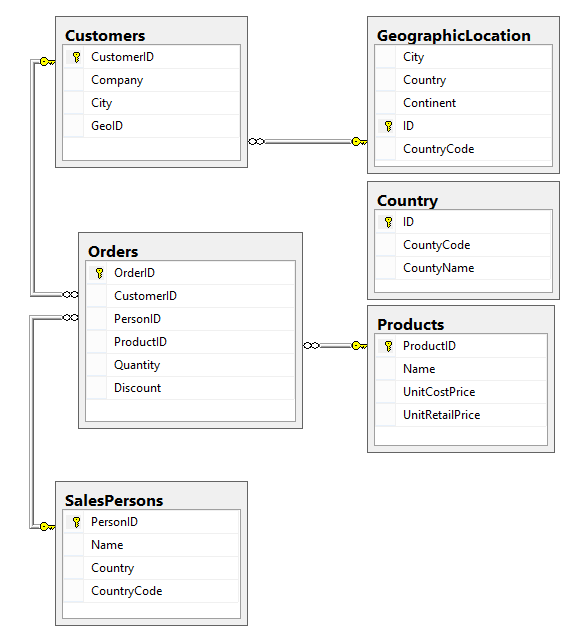 Customers
CustomerID
Company
City
GeoID
GeographicLocation
City
Country
Continent
ID
CountryCode
Country
ID
CountyCode
CountyName
Orders
OrderID
CustomerID
PersonID
ProductID
Quantity
Discount
Products
ProductID
Name
UnitCostPrice
UnitRetailPrice
SalesPersons
PersonID
Name
Country
CountryCode